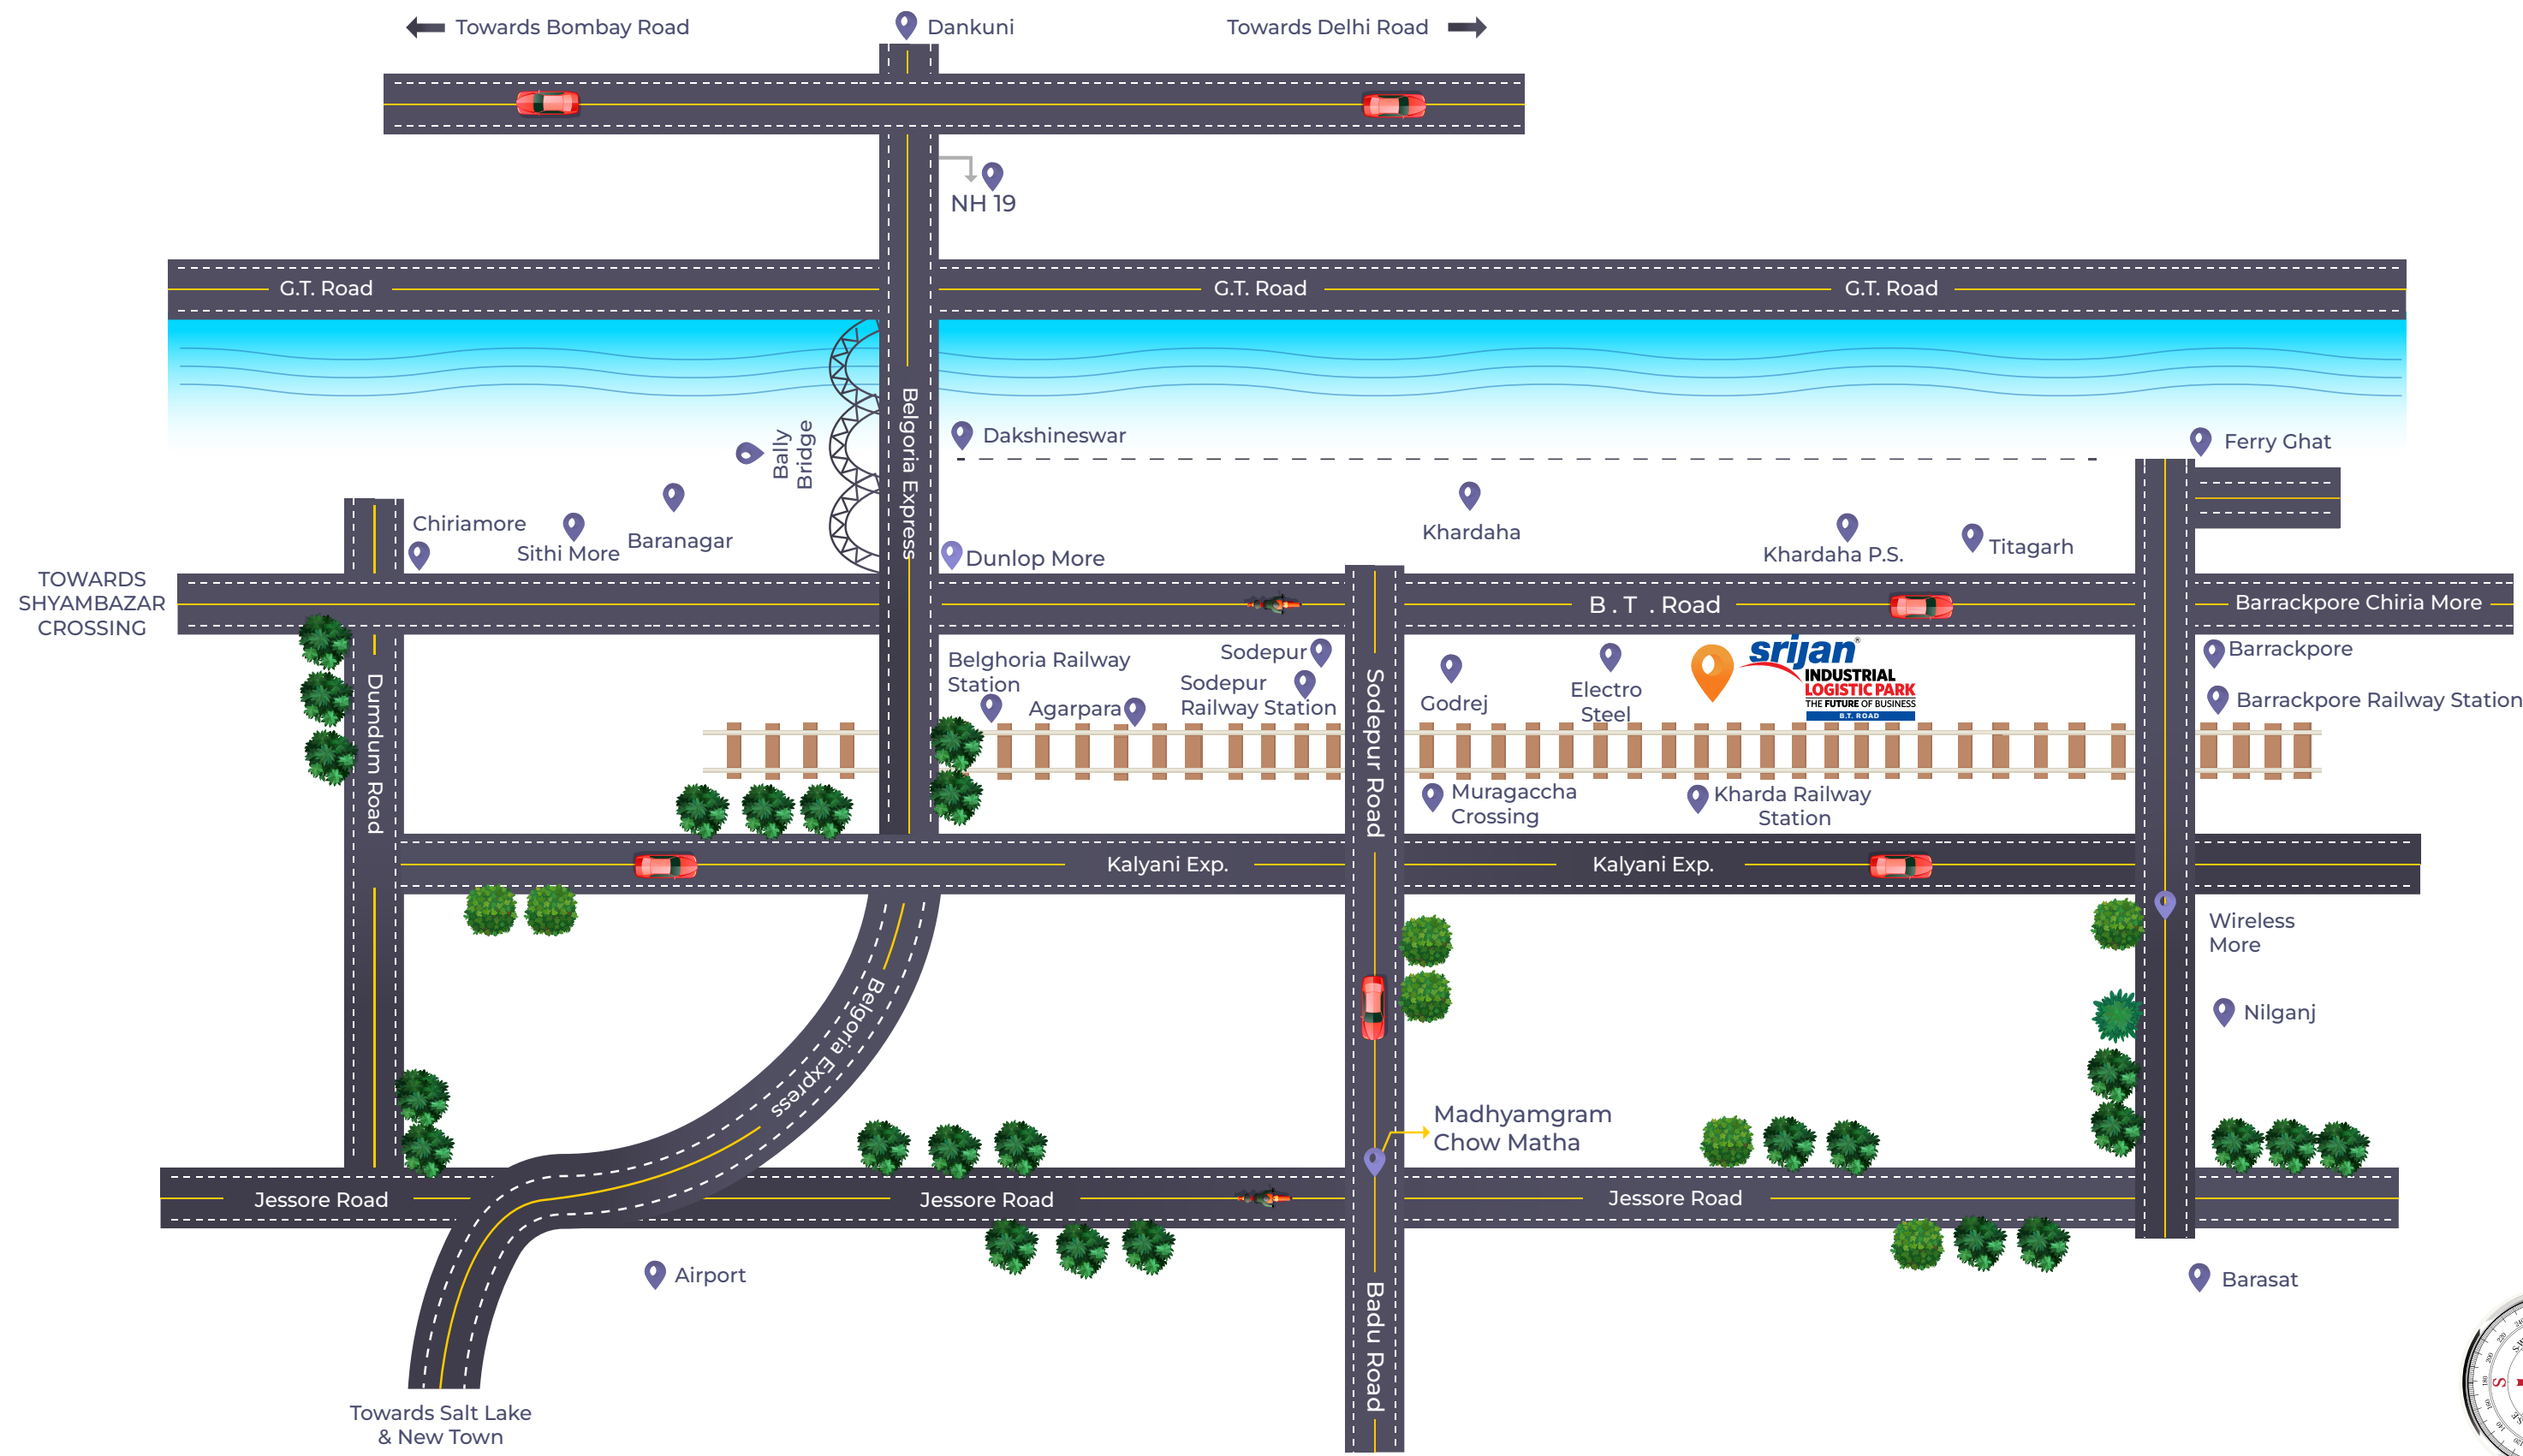 Towards Bombay Road
Dankuni
Towards Delhi Road
NH 19
G.T. Road
G.T. Road
G.T. Road
Belgoria Express
Bally
Bridge
Dakshineswar
Ferry Ghat
Chiriamore
Sithi More
Baranagar
Dunlop More
Khardaha
Khardaha P.S.
Titagarh
TOWARDS
SHYAMBAZAR
CROSSING
B.T . Road
Barrackpore Chiria More
Dumdum Road
Belghoria Railway
Station
Agarpara
Sodepur
Sodepur
Railway Station
Sodepur Road
Godrej
Electro
Steel
srijan®
INDUSTRIAL
LOGISTIC PARK
THE FUTURE OF BUSINESS
B.T. ROAD
Barrackpore
Barrackpore Railway Station
Muragaccha
Crossing
Kharda Railway
Station
Kalyani Exp.
Kalyani Exp.
Wireless
More
Belgoria Express
Nilganj
Madhyamgram
Chow Matha
Jessore Road
Jessore Road
Jessore Road
Airport
Badu Road
Barasat
Towards Salt Lake
& New Town
S